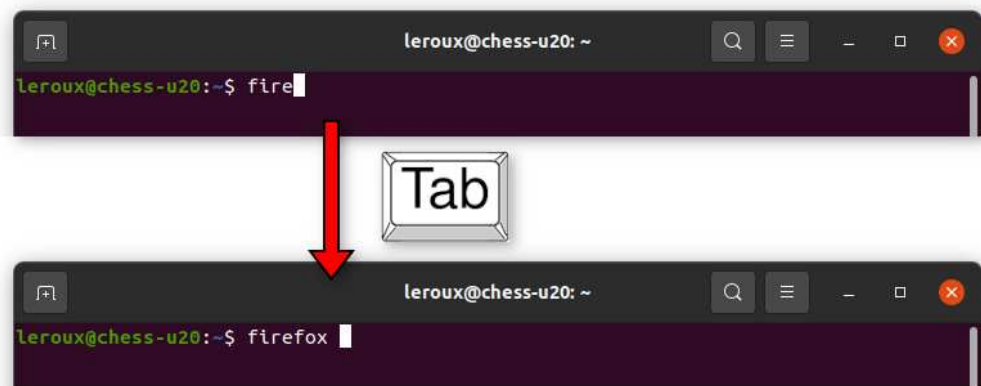 leroux@chess-u20: ~
leroux@chess-u20:~$ fire
Tab
leroux@chess-u20: ~
leroux@chess-u20:~$ firefox